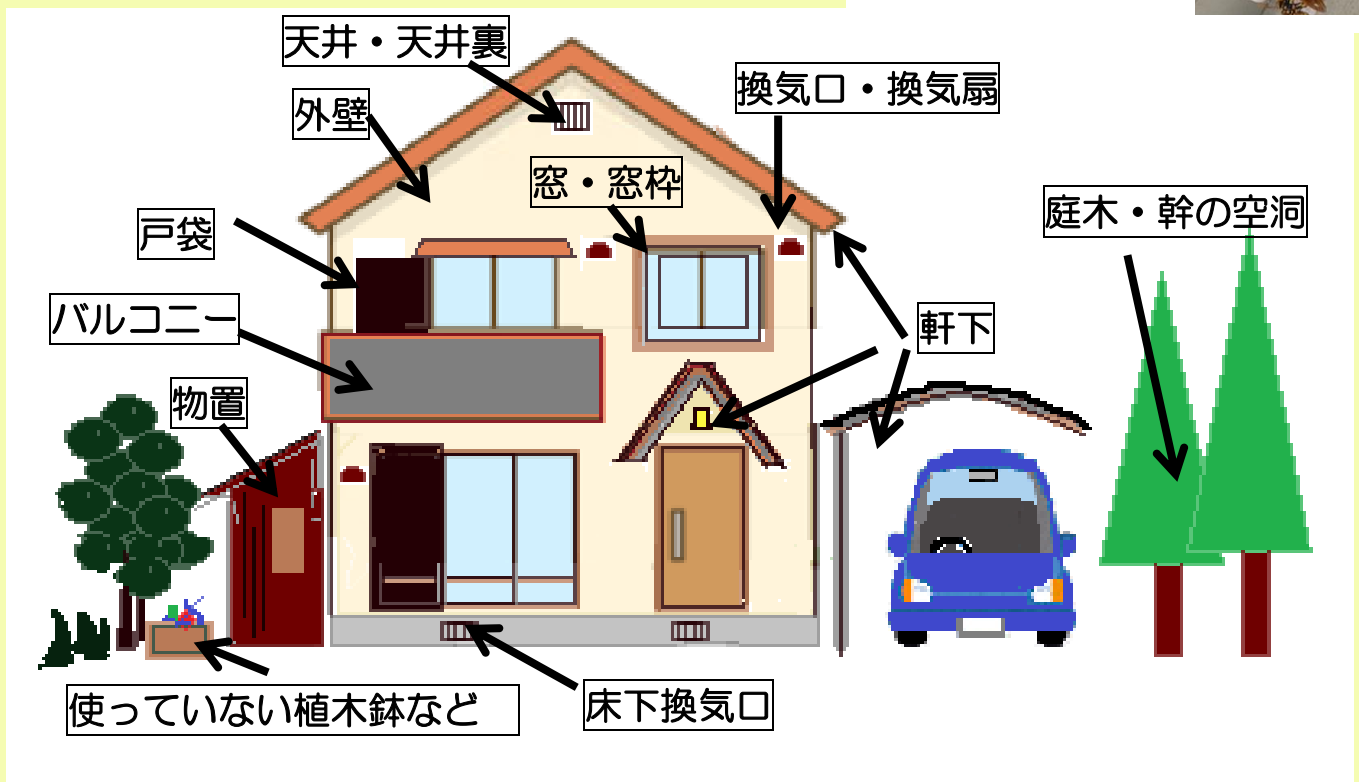 天井・天井裏
換気口・換気扇
外壁
窓・窓枠
庭木・幹の空洞
戸袋
バルコニー
軒下
物置
使っていない植木鉢など
床下換気口